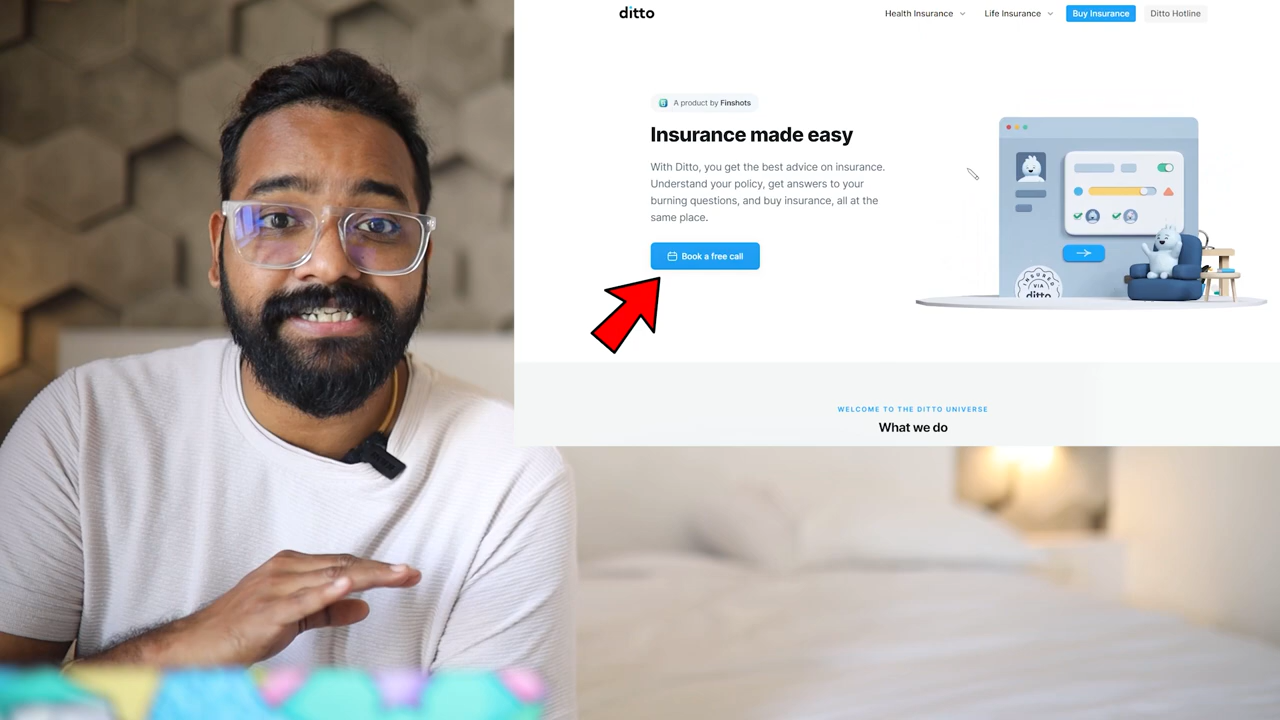 ditto
Health Insurance
Life Insurance
Buy Insurance
Ditto Hotline
A product by Finshots
Insurance made easy
With Ditto, you get the best advice on insurance.
Understand your policy, get answers to your
burning questions, and buy insurance, all at the
same place.
Book a free call
VIA
ditto
WELCOME TO THE DITTO UNIVERSE
What we do